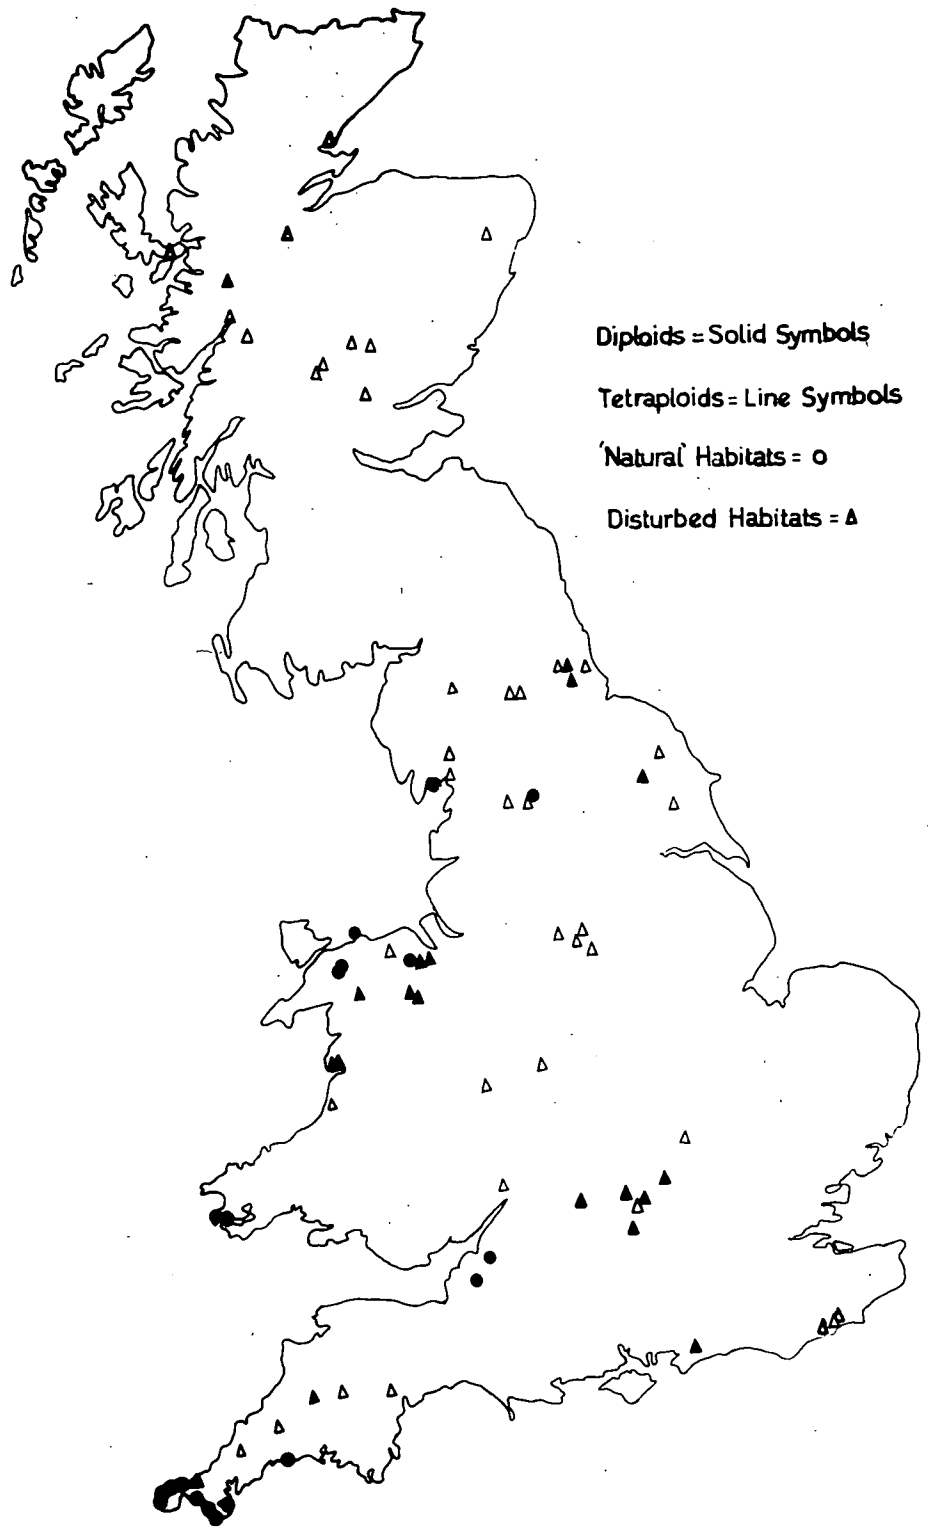 Diploids = Solid Symbols
Tetraploids = Line Symbols
'Natural' Habitats = o
Disturbed Habitats = Δ